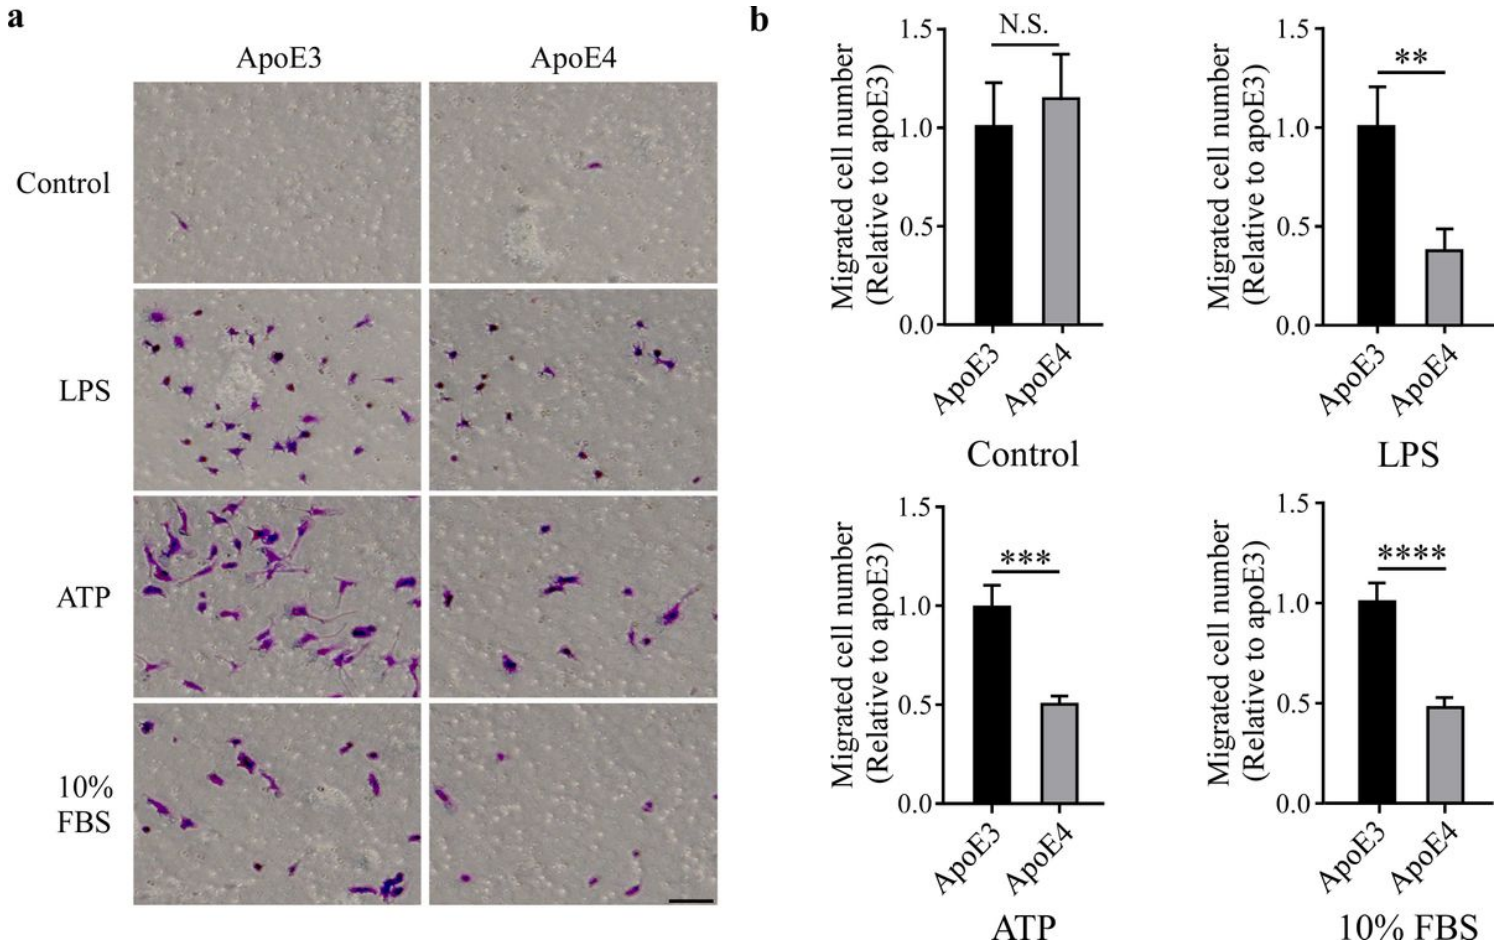 a
ApoE3 ApoE4
Control
LPS
ATP
10%
FBS
b
Migrated cell number
(Relative to apoE3)
1.5
1.0
0.5
0.0
N.S.
ApoE3 ApoE4
Control
Migrated cell number
(Relative to apoE3)
1.5
1.0
0.5
0.0
**
ApoE3 ApoE4
LPS
Migrated cell number
(Relative to apoE3)
1.5
1.0
0.5
0.0
***
ApoE3 ApoE4
ATP
Migrated cell number
(Relative to apoE3)
1.5
1.0
0.5
0.0
****
ApoE3 ApoE4
10% FBS